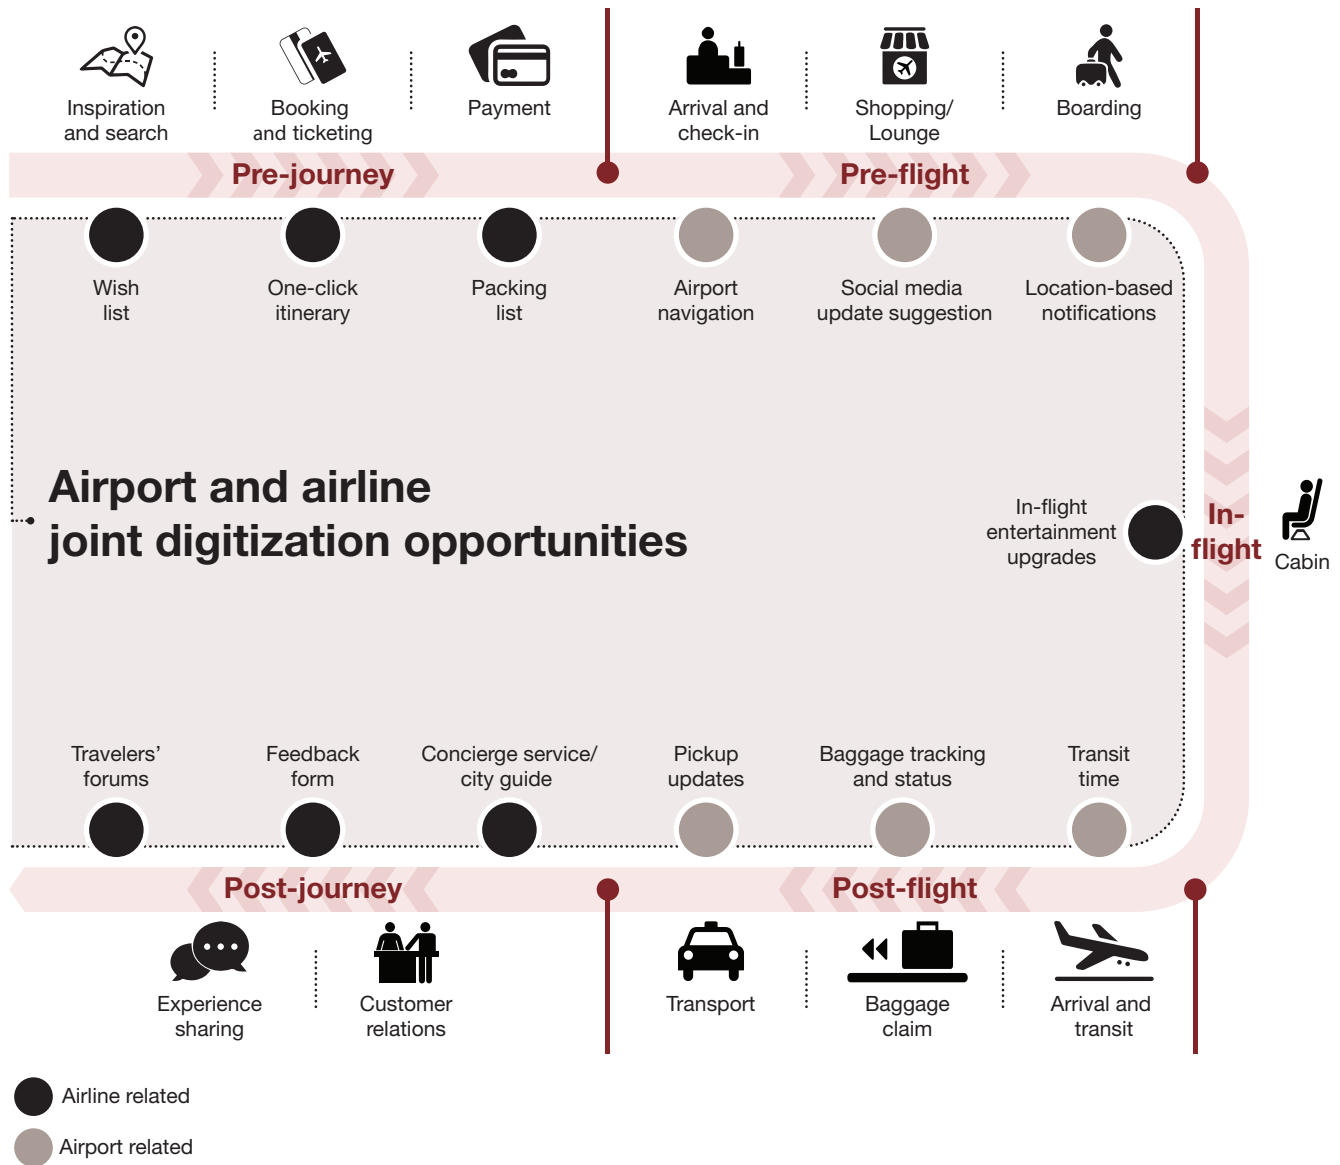 Inspiration
and search
Booking
and ticketing
Payment
Arrival and
check-in
Shopping/
Lounge
Boarding
Pre-journey
Pre-flight
Wish
list
One-click
itinerary
Packing
list
Airport
navigation
Social media
update suggestion
Location-based
notifications
Airport and airline
joint digitization opportunities
In-flight
entertainment
upgrades
In-
flight
Cabin
Travelers’
forums
Feedback
form
Concierge service/
city guide
Pickup
updates
Baggage tracking
and status
Transit
time
Post-journey
Post-flight
Experience
sharing
Customer
relations
Transport
Baggage
claim
Arrival and
transit
Airline related
Airport related